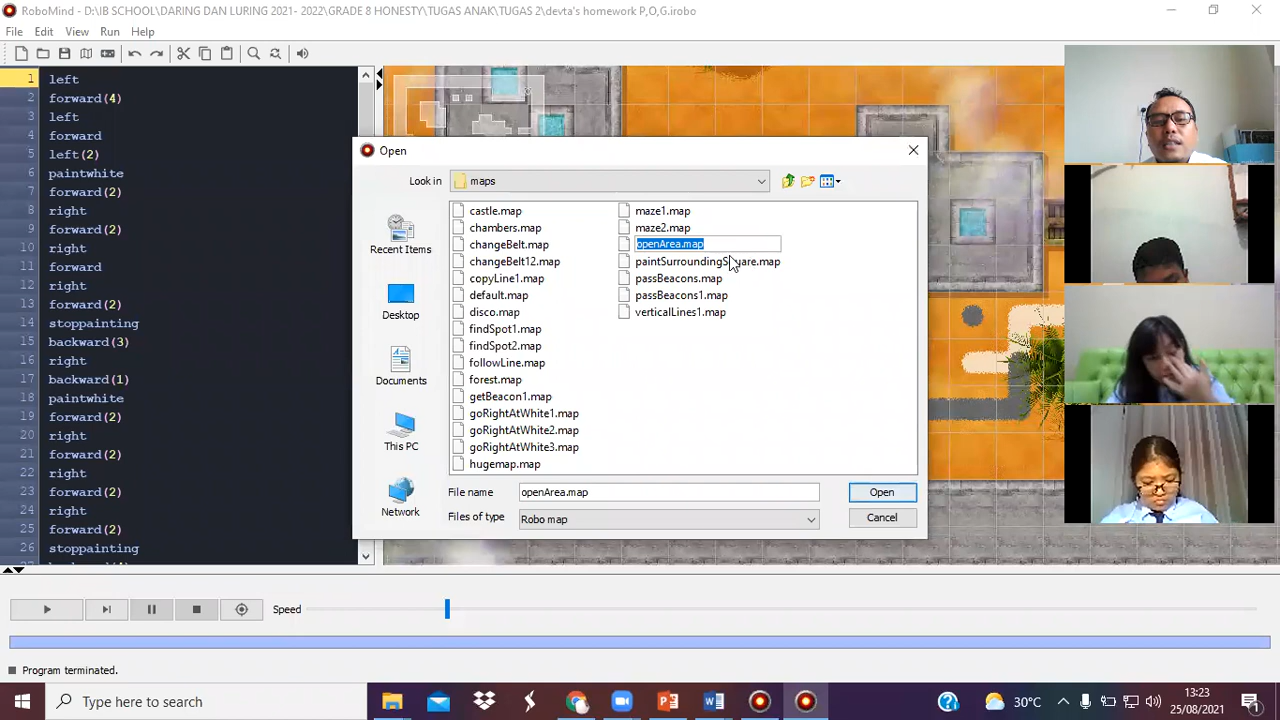 RoboMind - D:\IB SCHOOL\DARING DAN LURING 2021- 2022\GRADE 8 HONESTY\TUGAS ANAK\TUGAS 2\devta's homework P,O,G.irobo
File Edit View Run Help
1 left
2 forward(4)
3 left
4 forward
5 left(2)
6 paintwhite
7 forward(2)
8 right
9 forward(2)
10 right
11 forward
12 right
13 forward(2)
14 stoppainting
15 backward(3)
16 right
17 backward(1)
18 paintwhite
19 forward(2)
20 right
21 forward(2)
22 right
23 forward(2)
24 right
25 forward(2)
26 stoppainting
Open
Look in maps
Recent Items
Desktop
Documents
This PC
Network
castle.map
chambers.map
changeBelt.map
changeBelt12.map
copyLine1.map
default.map
disco.map
findSpot1.map
findSpot2.map
followLine.map
forest.map
getBeacon1.map
goRightAtWhite1.map
goRightAtWhite2.map
goRightAtWhite3.map
hugemap.map
maze1.map
maze2.map
openArea.map
paintSurroundingSquare.map
passBeacons.map
passBeacons1.map
verticalLines1.map
File name openArea.map Open
Files of type Robo map Cancel
Speed
Program terminated.
Type here to search
30°C
13:23
25/08/2021